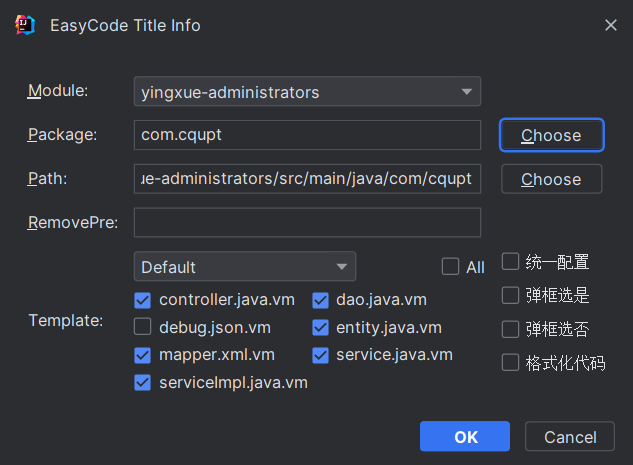 EasyCode Title Info
Module: yingxue-administrators
Package: com.cqupt Choose
Path: ue-administrators/src/main/java/com/cqupt Choose
RemovePre:
Default All 统一配置
controller.java.vm dao.java.vm 弹框选是
Template: debug.json.vm entity.java.vm 弹框选否
mapper.xml.vm service.java.vm 格式化代码
serviceImpl.java.vm
OK Cancel